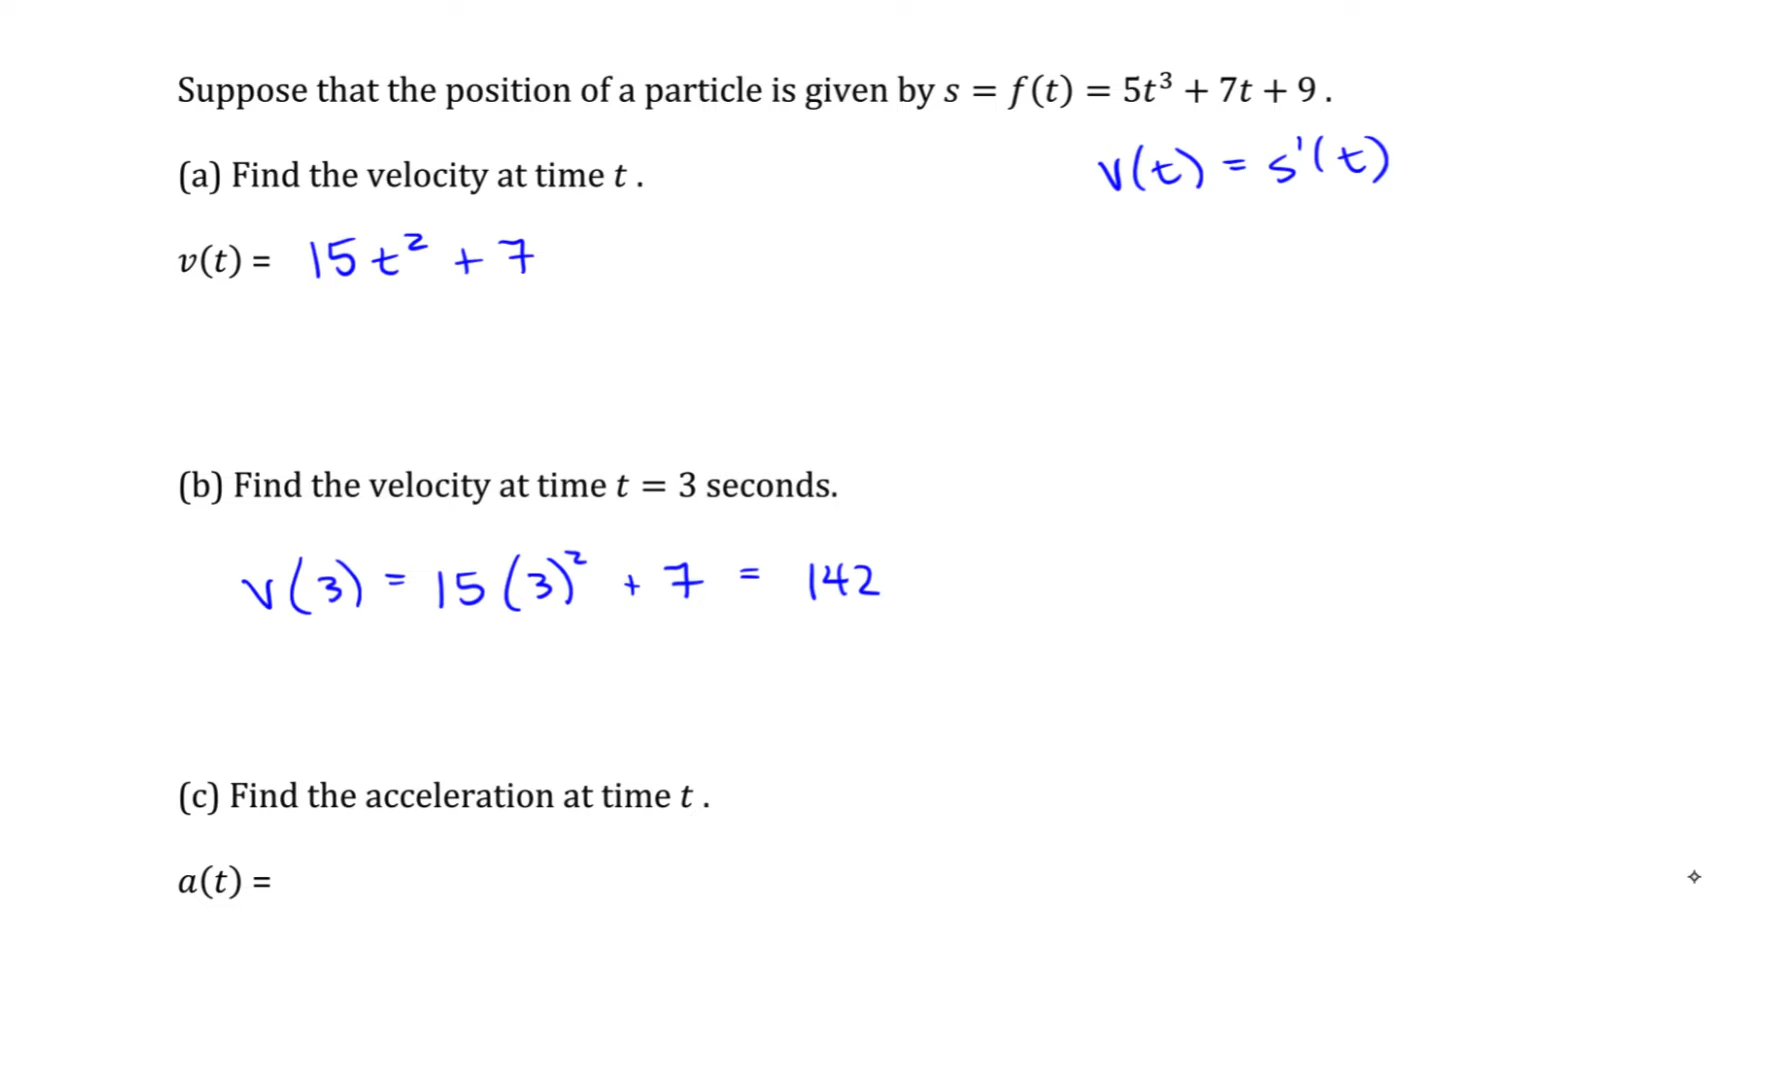 Suppose that the position of a particle is given by s = f(t) = 5t³ + 7t + 9 .
v(t) = s'(t)
(a) Find the velocity at time t .
v(t) = 15t² + 7
(b) Find the velocity at time t = 3 seconds.
v(3) = 15(3)² + 7 = 142
(c) Find the acceleration at time t .
a(t) =